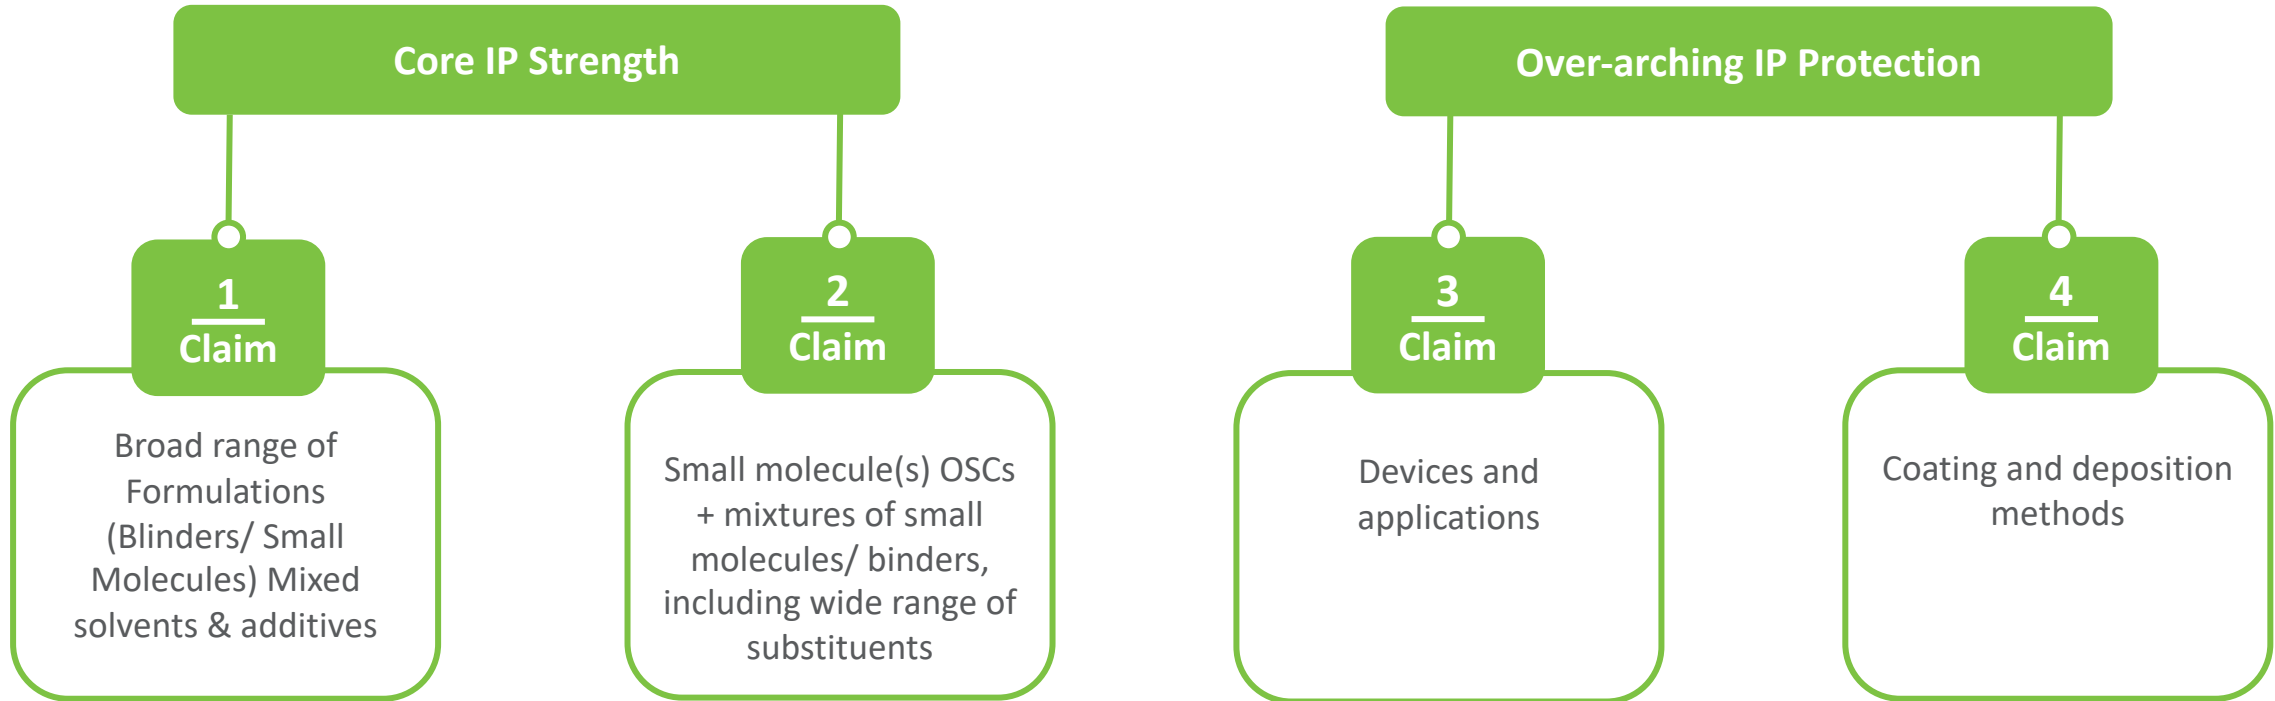 Core IP Strength
Over-arching IP Protection
1
Claim
Broad range of
Formulations
(Blinders/ Small
Molecules) Mixed
solvents & additives
2
Claim
Small molecule(s) OSCs
+ mixtures of small
molecules/ binders,
including wide range of
substituents
3
Claim
Devices and
applications
4
Claim
Coating and deposition
methods